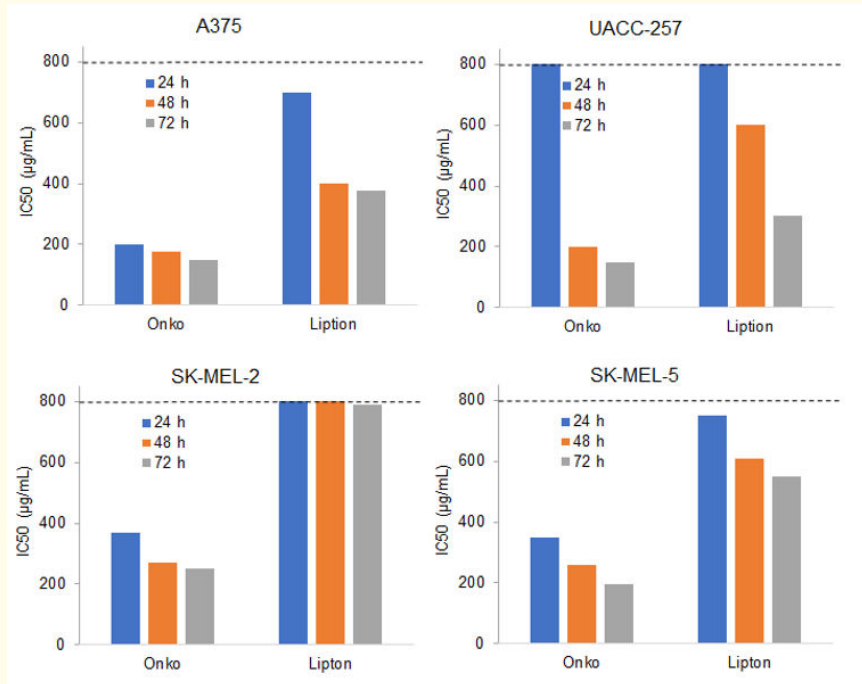 A375
IC50 (µg/mL)
800
600
400
200
0
24 h
48 h
72 h
Onko
Liption
UACC-257
IC50 (µg/mL)
800
600
400
200
0
24 h
48 h
72 h
Onko
Liption
SK-MEL-2
IC50 (µg/mL)
800
600
400
200
0
24 h
48 h
72 h
Onko
Lipton
SK-MEL-5
IC50 (µg/mL)
800
600
400
200
0
24 h
48 h
72 h
Onko
Lipton